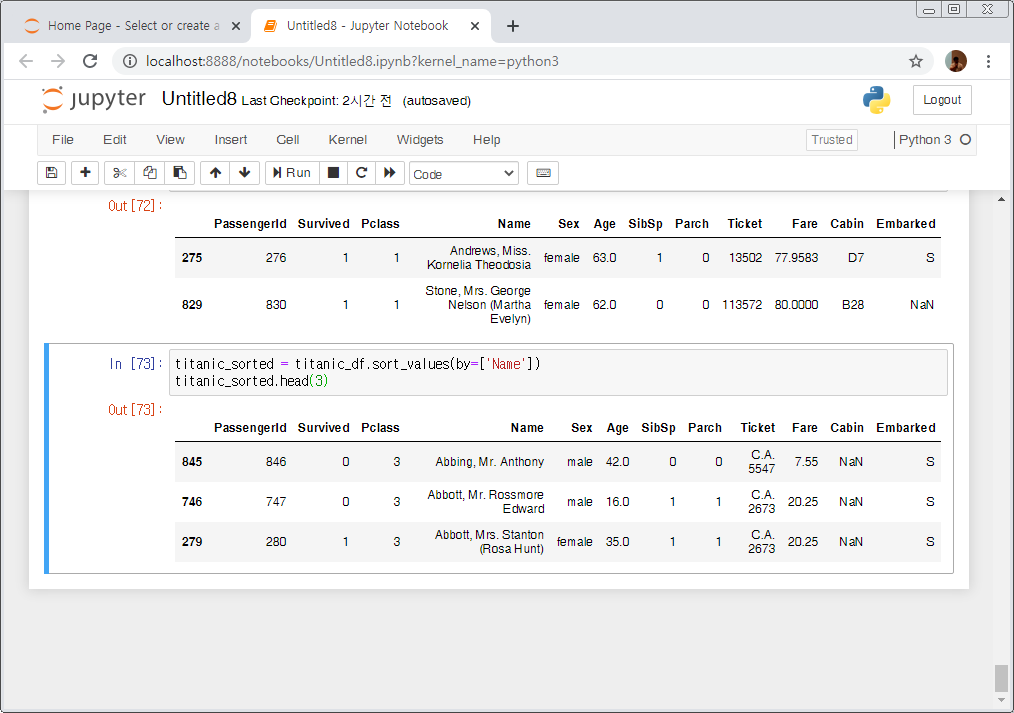 Home Page - Select or create a
Untitled8 - Jupyter Notebook
localhost:8888/notebooks/Untitled8.ipynb?kernel_name=python3
jupyter Untitled8 Last Checkpoint: 2시간 전 (autosaved)
Logout
File Edit View Insert Cell Kernel Widgets Help Trusted Python 3
Run Code
Out [72]:
PassengerId Survived Pclass Name Sex Age SibSp Parch Ticket Fare Cabin Embarked
275 276 1 1 Andrews, Miss. Kornelia Theodosia female 63.0 1 0 13502 77.9583 D7 S
829 830 1 1 Stone, Mrs. George Nelson (Martha Evelyn) female 62.0 0 0 113572 80.0000 B28 NaN
In [73]: titanic_sorted = titanic_df.sort_values(by=['Name'])
titanic_sorted.head(3)
Out [73]:
PassengerId Survived Pclass Name Sex Age SibSp Parch Ticket Fare Cabin Embarked
845 846 0 3 Abbing, Mr. Anthony male 42.0 0 0 C.A. 5547 7.55 NaN S
746 747 0 3 Abbott, Mr. Rossmore Edward male 16.0 1 1 C.A. 2673 20.25 NaN S
279 280 1 3 Abbott, Mrs. Stanton (Rosa Hunt) female 35.0 1 1 C.A. 2673 20.25 NaN S